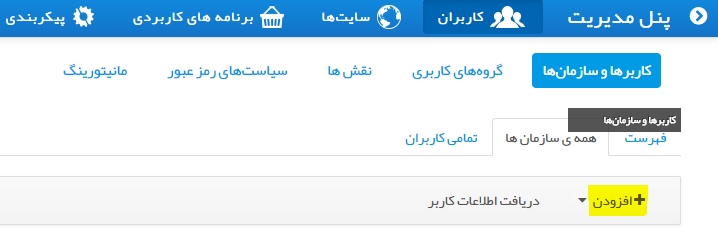 پنل مدیریت کاربران سایت‌ها برنامه های کاربردی پیکربندی
کاربرها و سازمان‌ها گروه‌های کاربری نقش ها سیاست‌های رمز عبور مانیتورینگ
کاربرها و سازمان‌ها
فهرست همه ی سازمان ها تمامی کاربران
افزودن دریافت اطلاعات کاربر